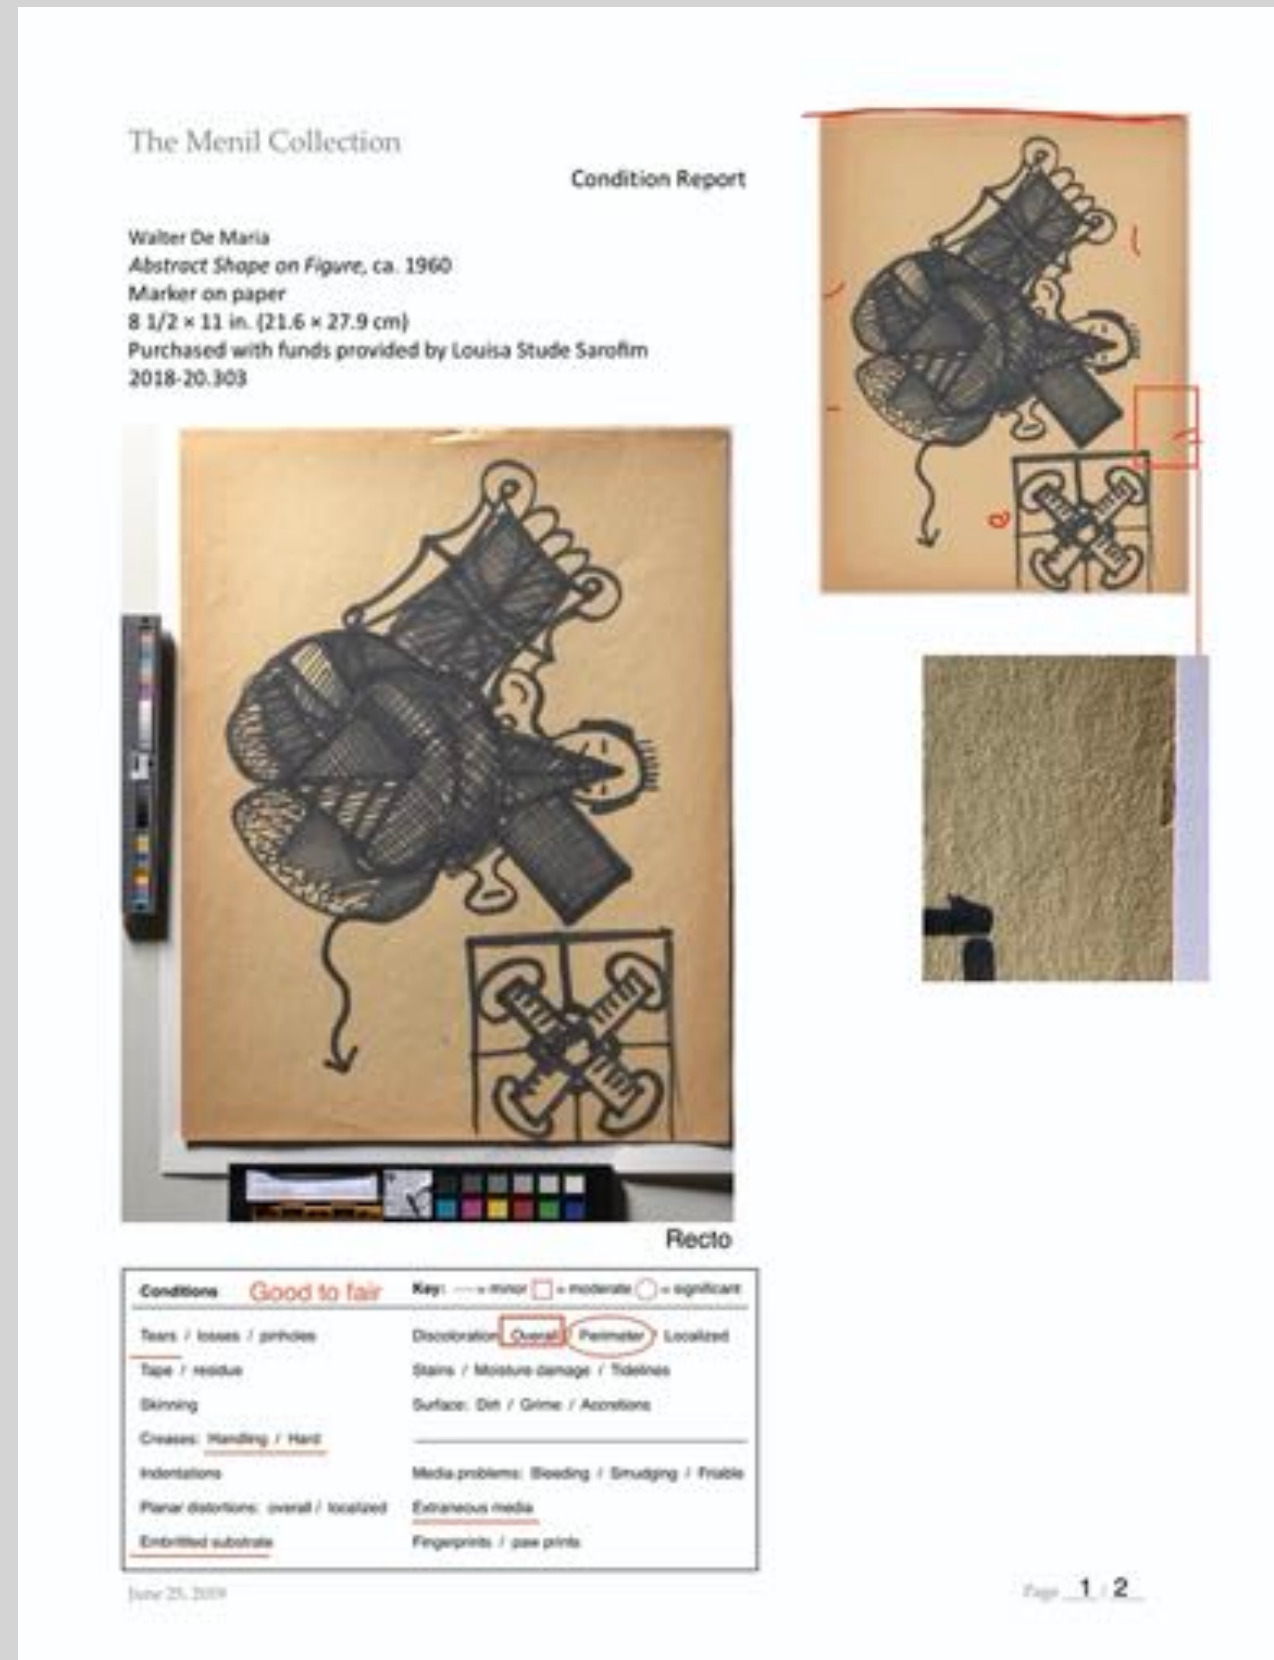 The Menil Collection
Condition Report
Walter De Maria
Abstract Shape on Figure, ca. 1960
Marker on paper
8 1/2 × 11 in. (21.6 × 27.9 cm)
Purchased with funds provided by Louisa Stude Sarofim
2018-20.303
Recto
Conditions Good to fair Key: = minor = moderate = significant
Tears / losses / pinholes Discoloration Overall / Perimeter / Localized
Tape / residue Stains / Moisture damage / Tidelines
Skinning Surface: Dirt / Grime / Accretions
Creases: Handling / Hard
Indentations Media problems: Bleeding / Smudging / Friable
Planar distortions: overall / localized Extraneous media
Embrittled substrate Fingerprints / paw prints
June 25, 2019 Page 1 / 2